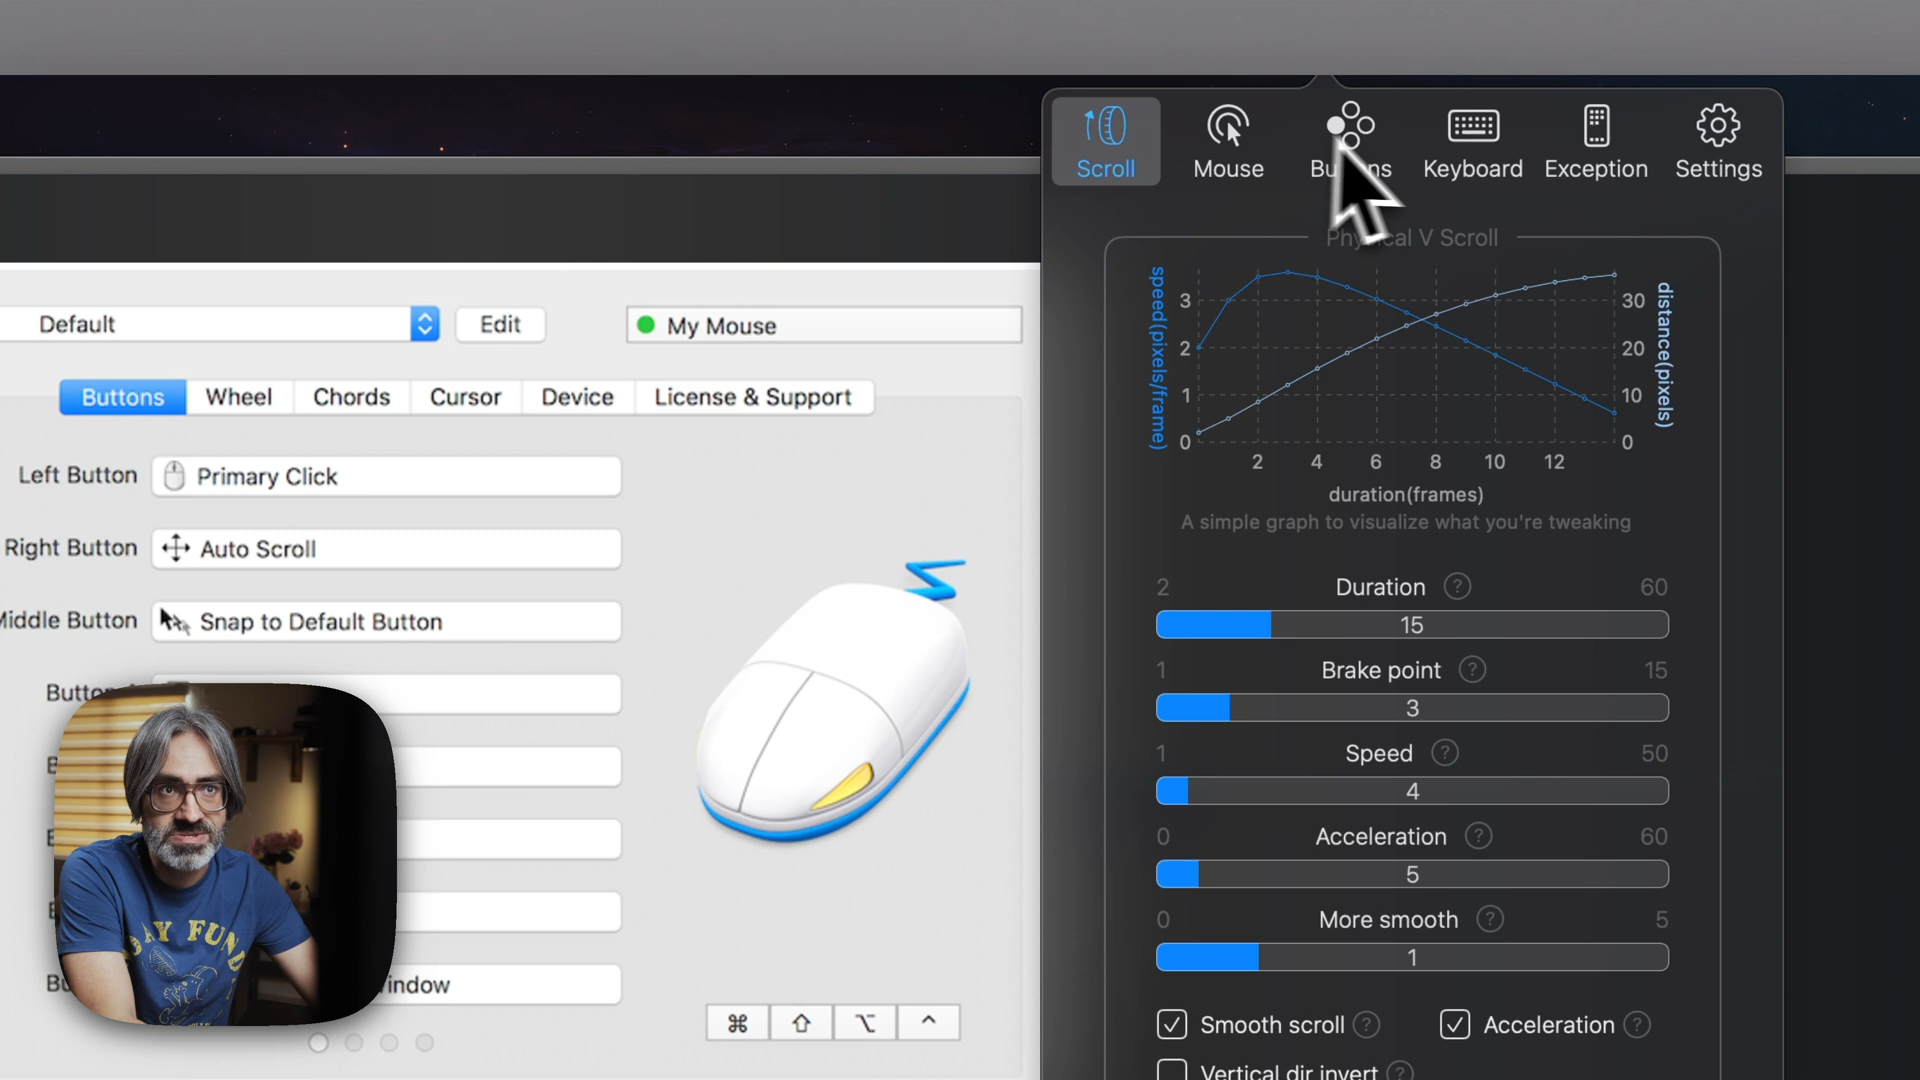 Scroll
Mouse
Keyboard
Exception
Settings
V Scroll
speed(pixels/frame)
distance(pixels)
3
2
1
0
30
20
10
0
2 4 6 8 10 12
duration(frames)
A simple graph to visualize what you're tweaking
2 Duration ? 60
15
1 Brake point ? 15
3
1 Speed ? 50
4
0 Acceleration ? 60
5
0 More smooth ? 5
1
Smooth scroll ? Acceleration ?
Vertical dir invert ?
Default
Edit
My Mouse
Buttons Wheel Chords Cursor Device License & Support
Left Button Primary Click
Right Button Auto Scroll
Middle Button Snap to Default Button
⌘ ⇧ ⌥ ^